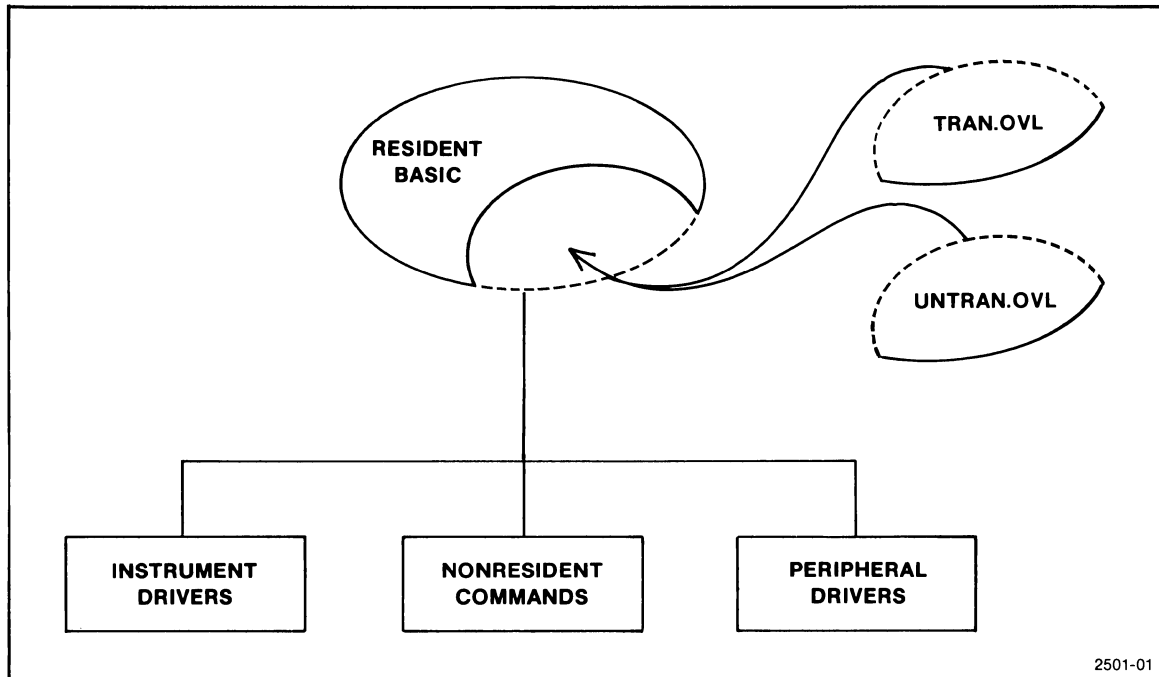 RESIDENT
BASIC
TRAN.OVL
UNTRAN.OVL
INSTRUMENT
DRIVERS
NONRESIDENT
COMMANDS
PERIPHERAL
DRIVERS
2501-01